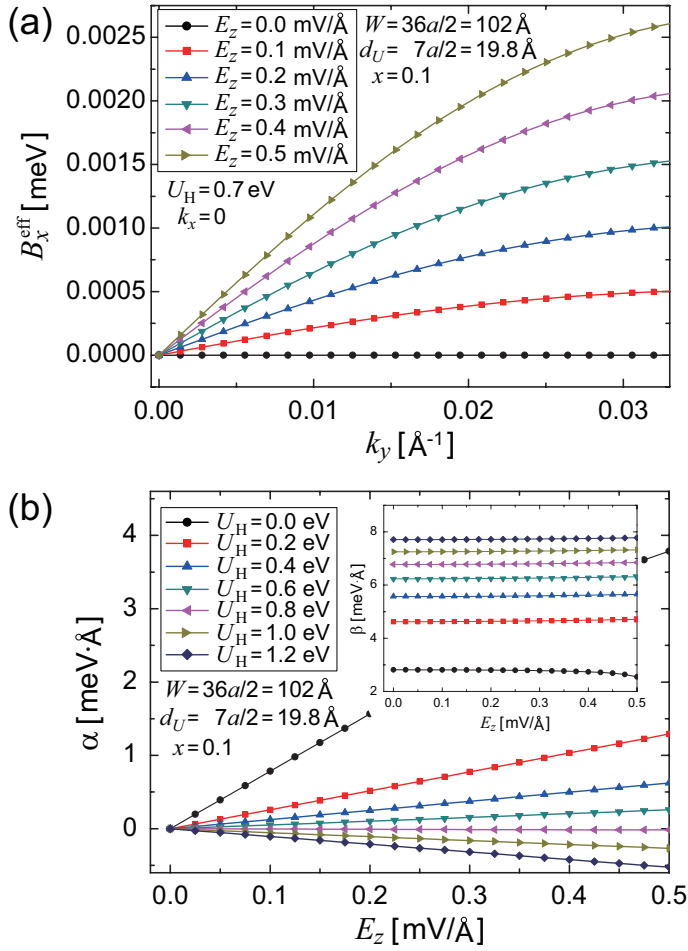 (a)
E_z = 0.0 mV/Å
E_z = 0.1 mV/Å
E_z = 0.2 mV/Å
E_z = 0.3 mV/Å
E_z = 0.4 mV/Å
E_z = 0.5 mV/Å
W = 36a/2 = 102 Å
d_U = 7a/2 = 19.8 Å
x = 0.1
U_H = 0.7 eV
k_x = 0
0.0025
0.0020
0.0015
0.0010
0.0005
0.0000
B_x^eff [meV]
0.00
0.01
0.02
0.03
k_y [Å⁻¹]
(b)
U_H = 0.0 eV
U_H = 0.2 eV
U_H = 0.4 eV
U_H = 0.6 eV
U_H = 0.8 eV
U_H = 1.0 eV
U_H = 1.2 eV
W = 36a/2 = 102 Å
d_U = 7a/2 = 19.8 Å
x = 0.1
4
3
2
1
0
α [meV·Å]
8
6
4
2
β [meV·Å]
0.0
0.1
0.2
0.3
0.4
0.5
E_z [mV/Å]
0.0
0.1
0.2
0.3
0.4
0.5
E_z [mV/Å]